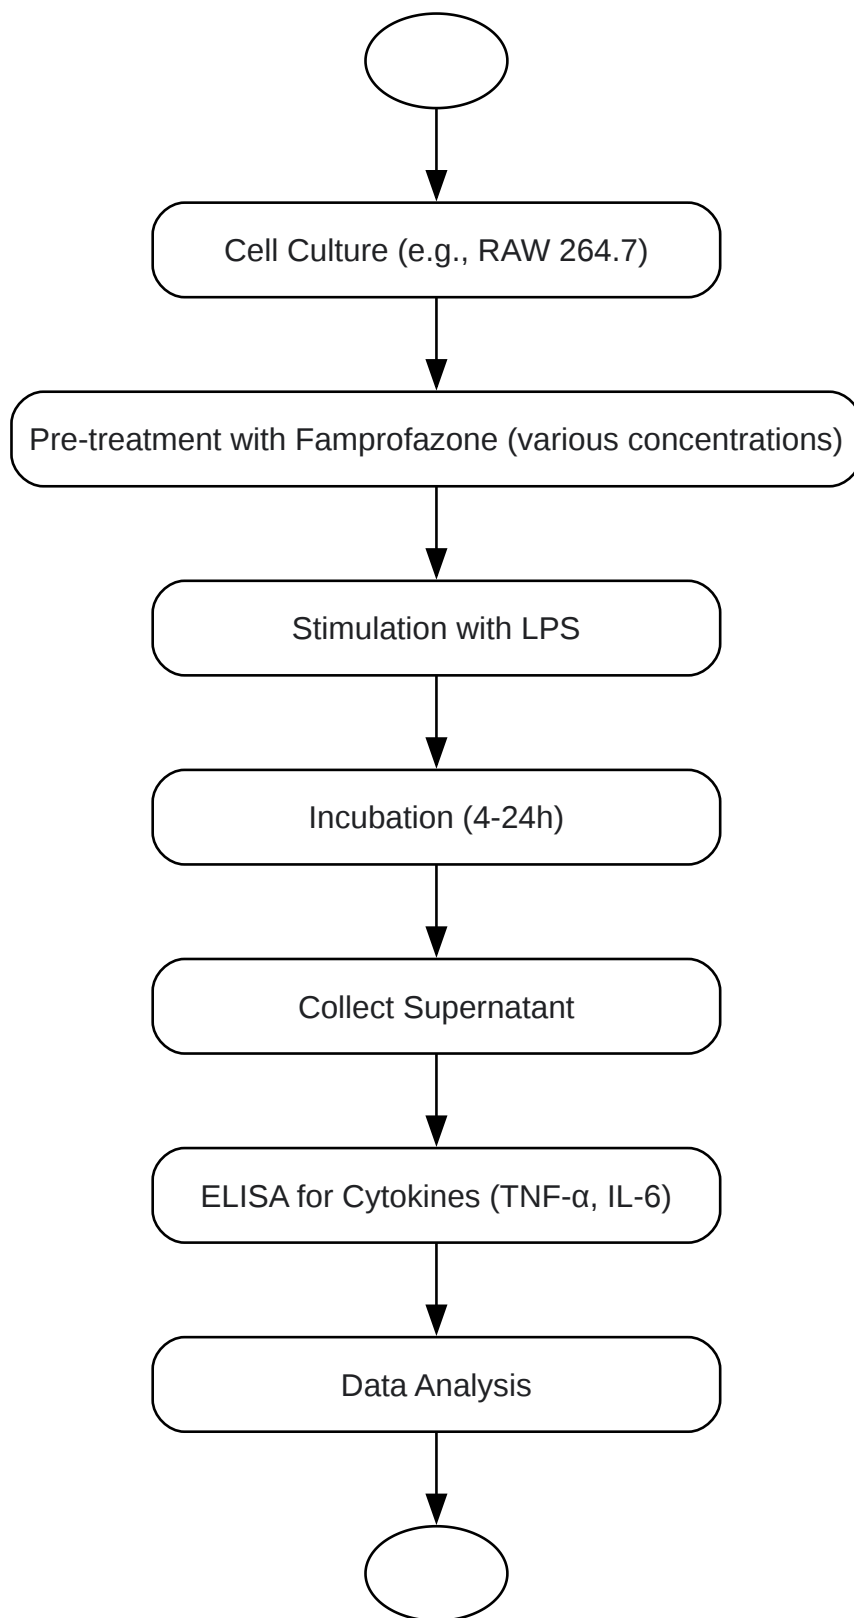 Cell Culture (e.g., RAW 264.7)
Pre-treatment with Famprofazone (various concentrations)
Stimulation with LPS
Incubation (4-24h)
Collect Supernatant
ELISA for Cytokines (TNF-α, IL-6)
Data Analysis